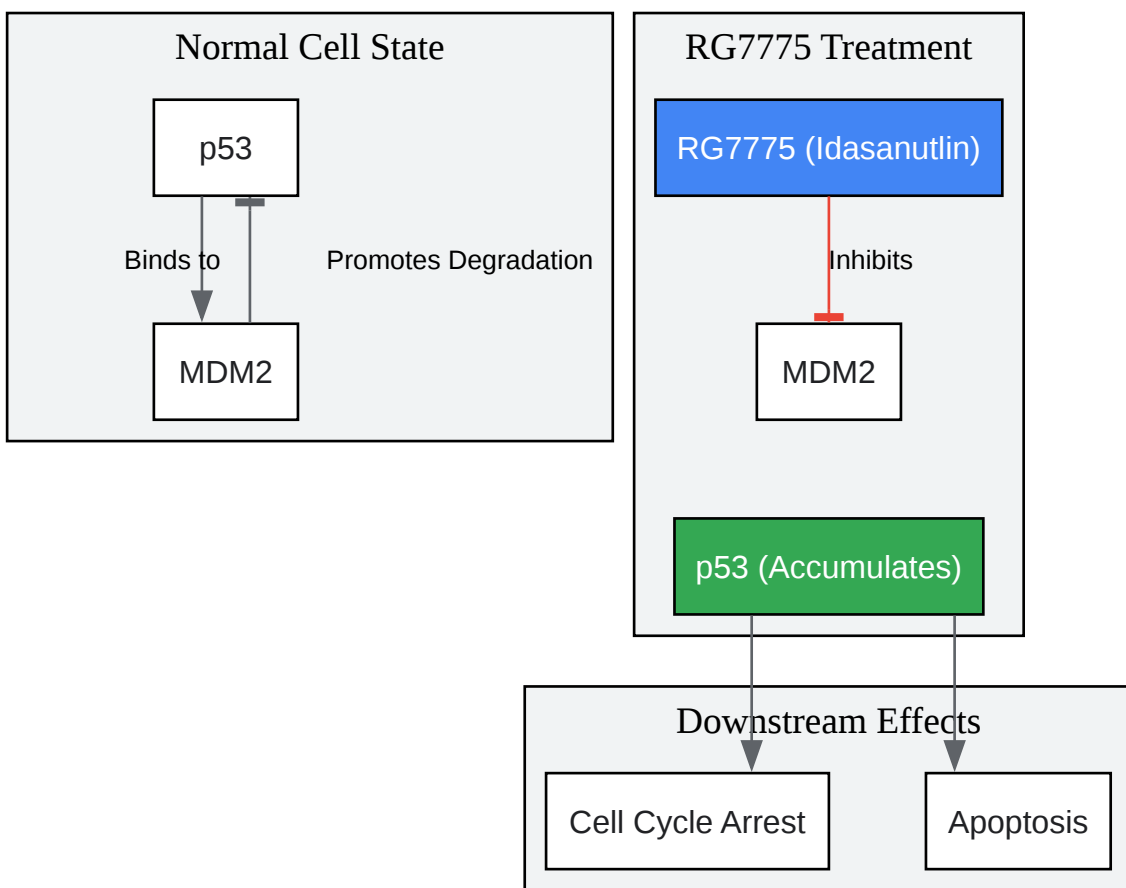 Normal Cell State
p53
Binds to
Promotes Degradation
MDM2
RG7775 Treatment
RG7775 (Idasanutlin)
Inhibits
MDM2
p53 (Accumulates)
Downstream Effects
Cell Cycle Arrest
Apoptosis